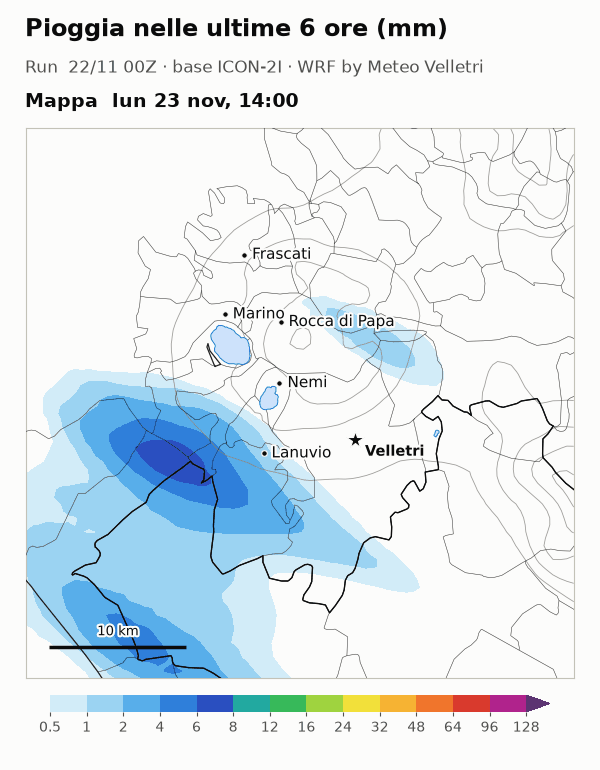 Pioggia nelle ultime 6 ore (mm)
Run 22/11 00Z · base ICON-2I · WRF by Meteo Velletri
Mappa lun 23 nov, 14:00
Frascati
Marino
Rocca di Papa
Nemi
Velletri
Lanuvio
10 km
0.5 1 2 4 6 8 12 16 24 32 48 64 96 128